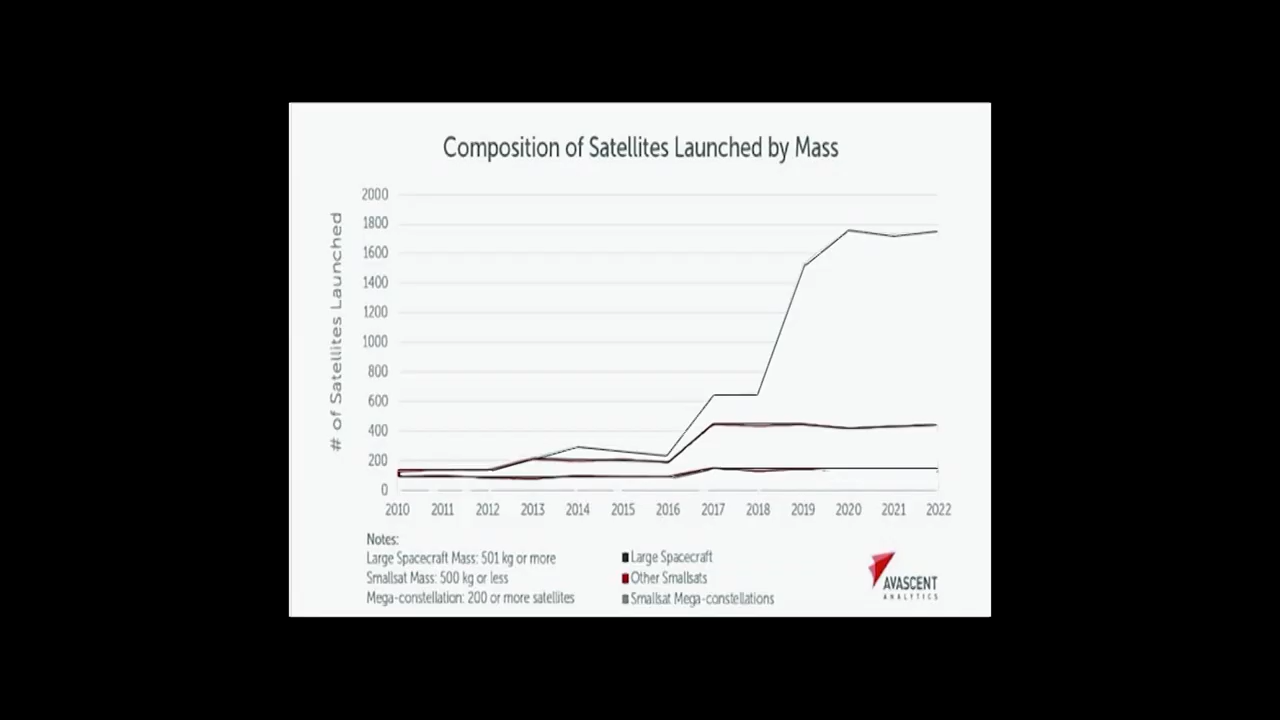 Composition of Satellites Launched by Mass
# of Satellites Launched
2000
1800
1600
1400
1200
1000
800
600
400
200
0
2010 2011 2012 2013 2014 2015 2016 2017 2018 2019 2020 2021 2022
Notes:
Large Spacecraft Mass: 501 kg or more
Smallsat Mass: 500 kg or less
Mega-constellation: 200 or more satellites
Large Spacecraft
Other Smallsats
Smallsat Mega-constellations
AVASCENT
ANALYTICS